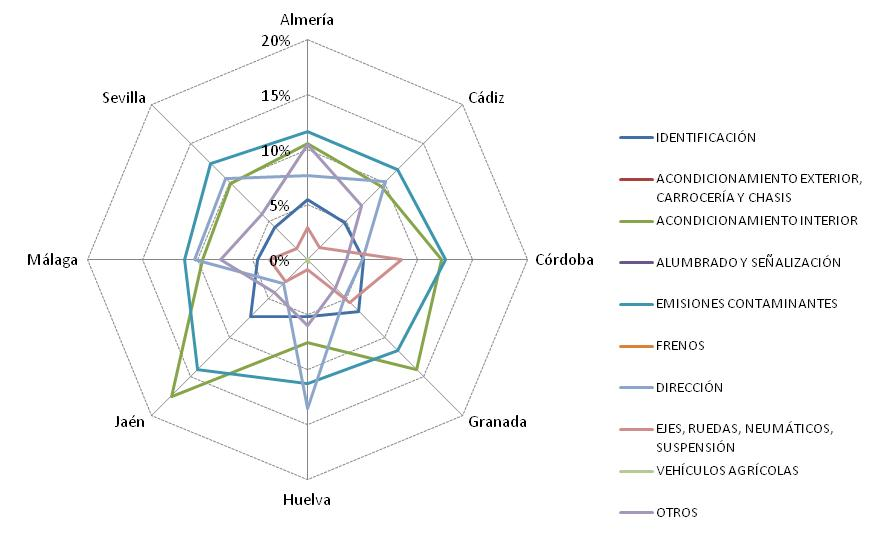 Almería
20%
Sevilla
Cádiz
15%
10%
5%
Málaga
0%
Córdoba
Jaén
Granada
Huelva
IDENTIFICACIÓN
ACONDICIONAMIENTO EXTERIOR,
CARROCERÍA Y CHASIS
ACONDICIONAMIENTO INTERIOR
ALUMBRADO Y SEÑALIZACIÓN
EMISIONES CONTAMINANTES
FRENOS
DIRECCIÓN
EJES, RUEDAS, NEUMÁTICOS,
SUSPENSIÓN
VEHÍCULOS AGRÍCOLAS
OTROS